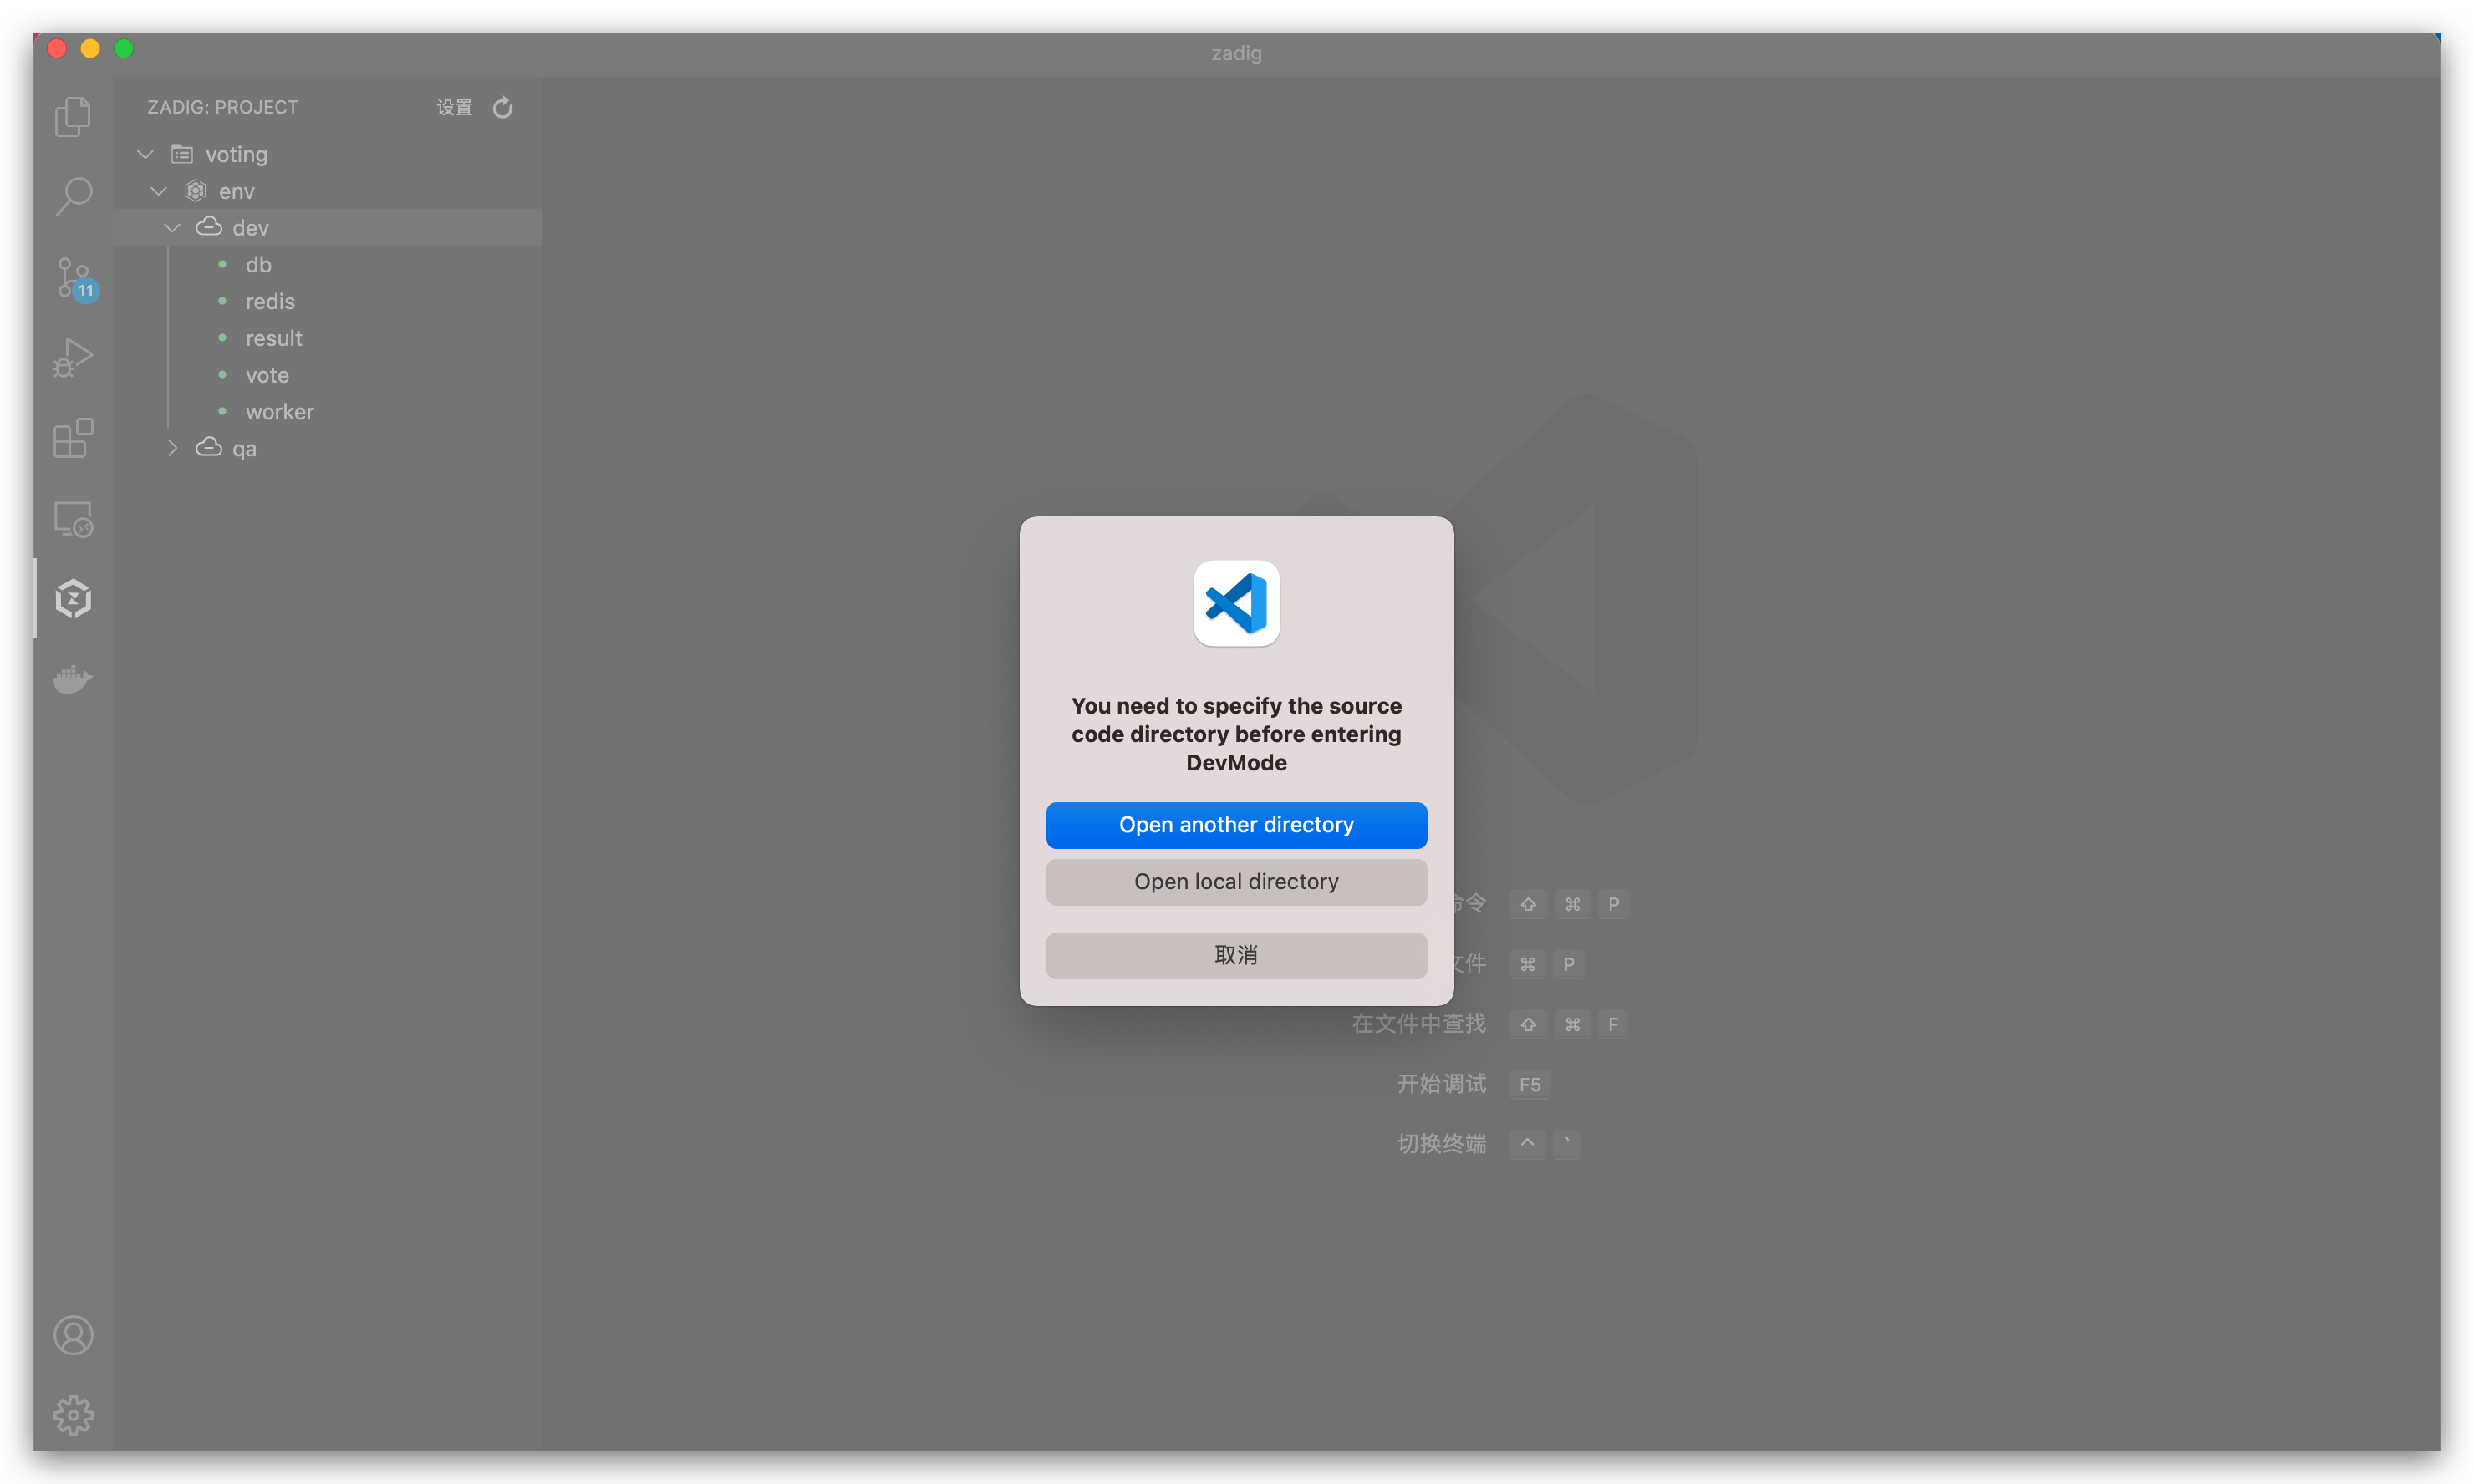 zadig
ZADIG: PROJECT 设置
voting
env
dev
db
redis
result
vote
worker
qa
11
You need to specify the source
code directory before entering
DevMode
Open another directory
Open local directory
取消
令 ⇧ ⌘ P
文件 ⌘ P
在文件中查找 ⇧ ⌘ F
开始调试 F5
切换终端 ^ `